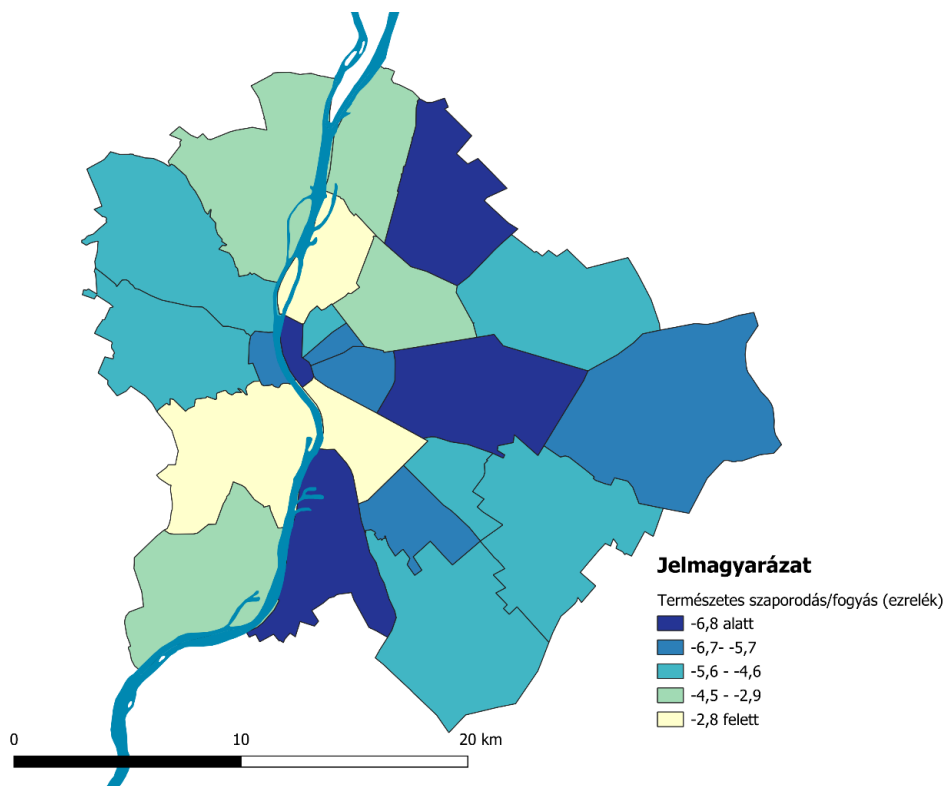 Jelmagyarázat
Természetes szaporodás/fogyás (ezrelék)
-6,8 alatt
-6,7- -5,7
-5,6 - -4,6
-4,5 - -2,9
-2,8 felett
0 10 20 km